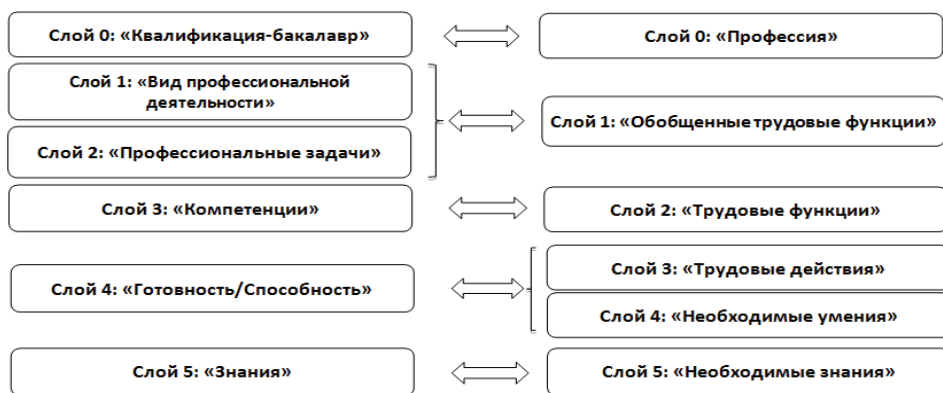 Слой 0: «Квалификация-бакалавр»
Слой 0: «Профессия»
Слой 1: «Вид профессиональной
деятельности»
Слой 2: «Профессиональные задачи»
Слой 1: «Обобщенные трудовые функции»
Слой 3: «Компетенции»
Слой 2: «Трудовые функции»
Слой 4: «Готовность/Способность»
Слой 3: «Трудовые действия»
Слой 4: «Необходимые умения»
Слой 5: «Знания»
Слой 5: «Необходимые знания»